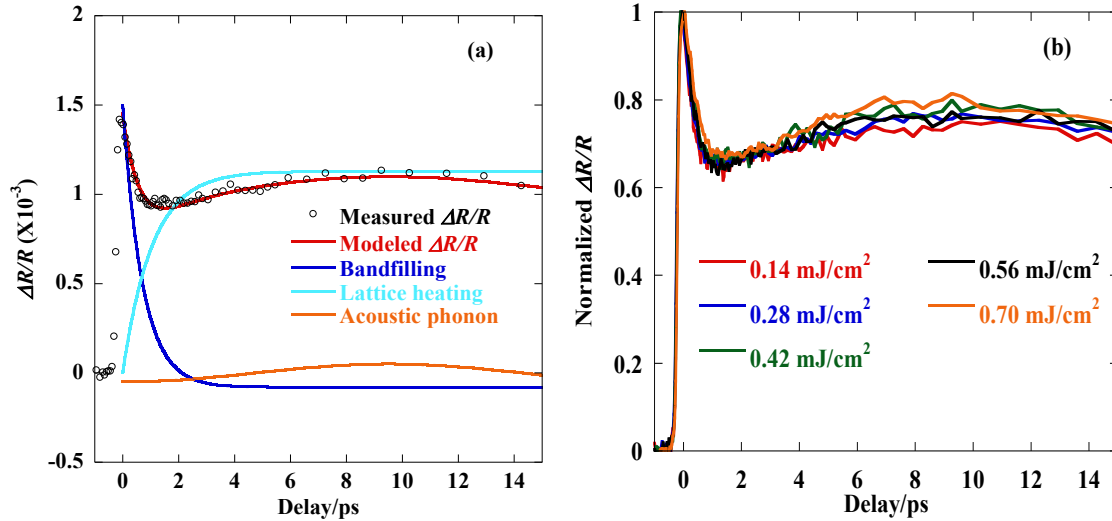 (a)
2
1.5
1
0.5
0
-0.5
ΔR/R (X10⁻³)
Measured ΔR/R
Modeled ΔR/R
Bandfilling
Lattice heating
Acoustic phonon
0 2 4 6 8 10 12 14
Delay/ps
(b)
1
0.8
0.6
0.4
0.2
0
Normalized ΔR/R
0.14 mJ/cm²
0.28 mJ/cm²
0.42 mJ/cm²
0.56 mJ/cm²
0.70 mJ/cm²
0 2 4 6 8 10 12 14
Delay/ps